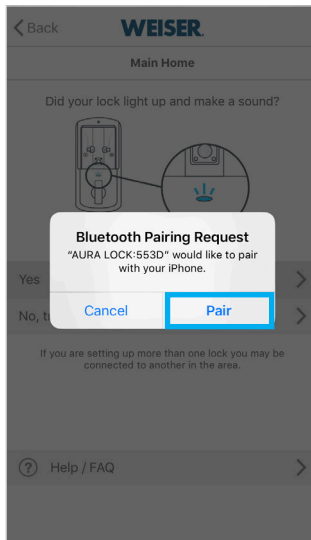 Back
WEISER.
Main Home
Did your lock light up and make a sound?
Bluetooth Pairing Request
“AURA LOCK:553D” would like to pair
with your iPhone.
Cancel
Pair
Yes
No, t
If you are setting up more than one lock you may be
connected to another in the area.
? Help / FAQ